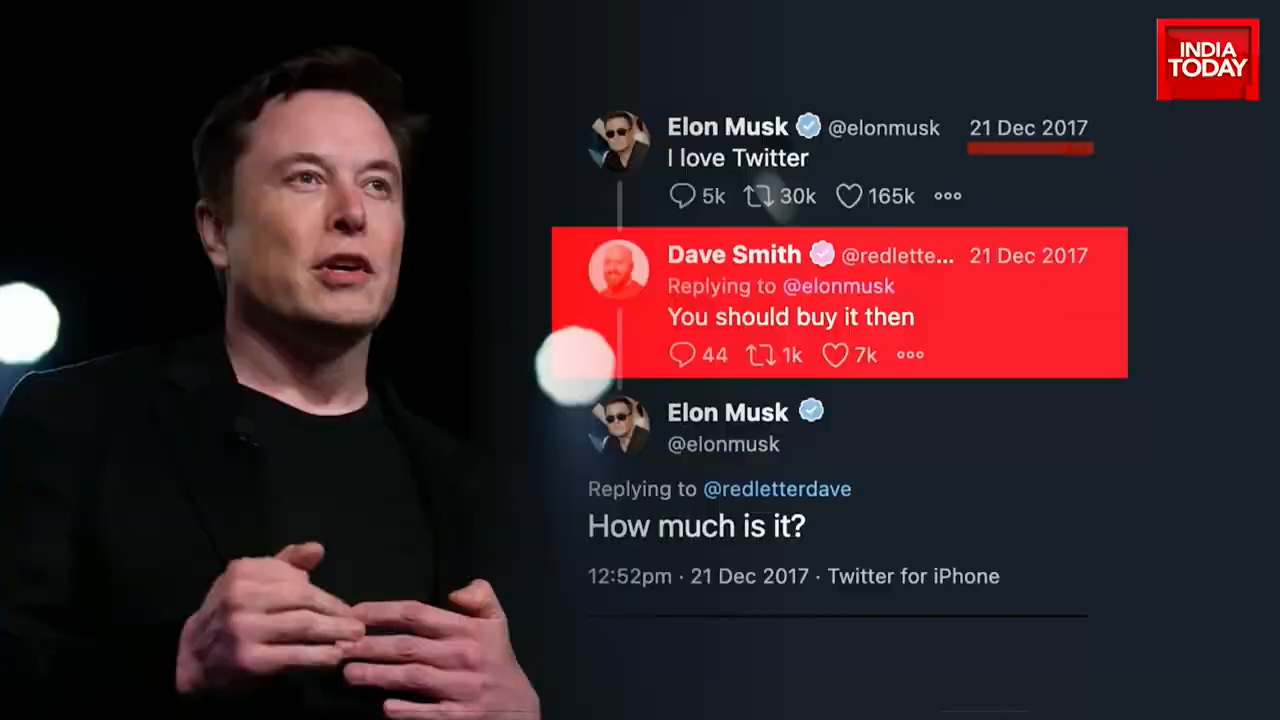 INDIA
TODAY
Elon Musk @elonmusk 21 Dec 2017
I love Twitter
5k 30k 165k
Dave Smith @redlette... 21 Dec 2017
Replying to @elonmusk
You should buy it then
44 1k 7k
Elon Musk
@elonmusk
Replying to @redletterdave
How much is it?
12:52pm · 21 Dec 2017 · Twitter for iPhone